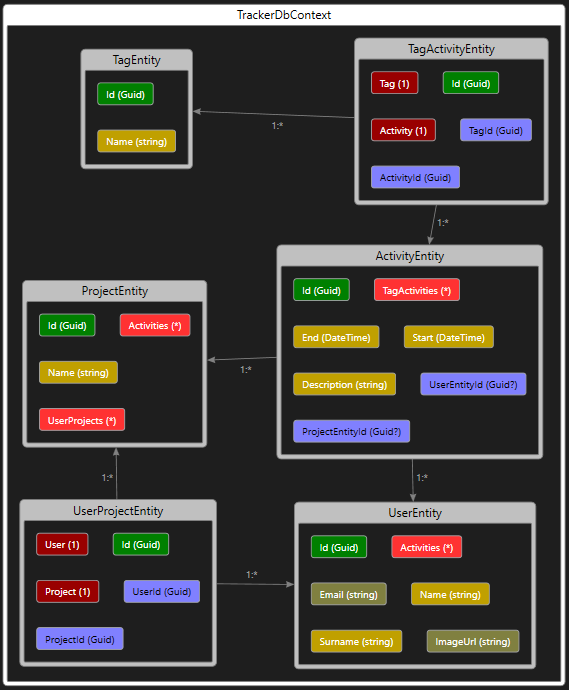 TrackerDbContext
TagEntity
Id (Guid)
Name (string)
TagActivityEntity
Tag (1)
Id (Guid)
Activity (1)
TagId (Guid)
ActivityId (Guid)
1:*
1:*
ActivityEntity
Id (Guid)
TagActivities (*)
End (DateTime)
Start (DateTime)
Description (string)
UserEntityId (Guid?)
ProjectEntityId (Guid?)
ProjectEntity
Id (Guid)
Activities (*)
Name (string)
UserProjects (*)
1:*
1:*
1:*
UserProjectEntity
User (1)
Id (Guid)
Project (1)
UserId (Guid)
ProjectId (Guid)
1:*
UserEntity
Id (Guid)
Activities (*)
Email (string)
Name (string)
Surname (string)
ImageUrl (string)